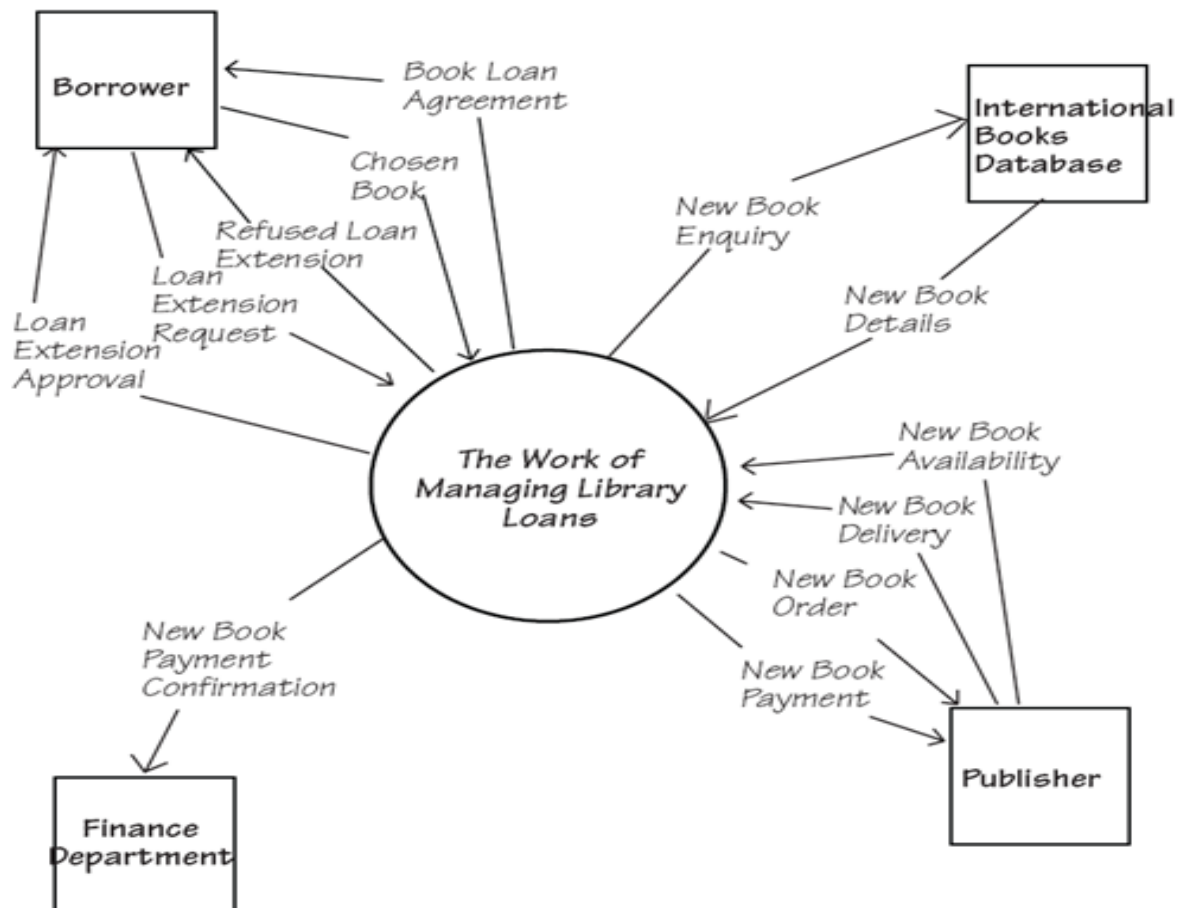 Borrower
Book Loan
Agreement
International
Books
Database
Chosen
Book
New Book
Enquiry
Refused Loan
Extension
Loan
Extension
Request
New Book
Details
Loan
Extension
Approval
New Book
Availability
The Work of
Managing Library
Loans
New Book
Delivery
New Book
Order
New Book
Payment
Confirmation
New Book
Payment
Publisher
Finance
Department